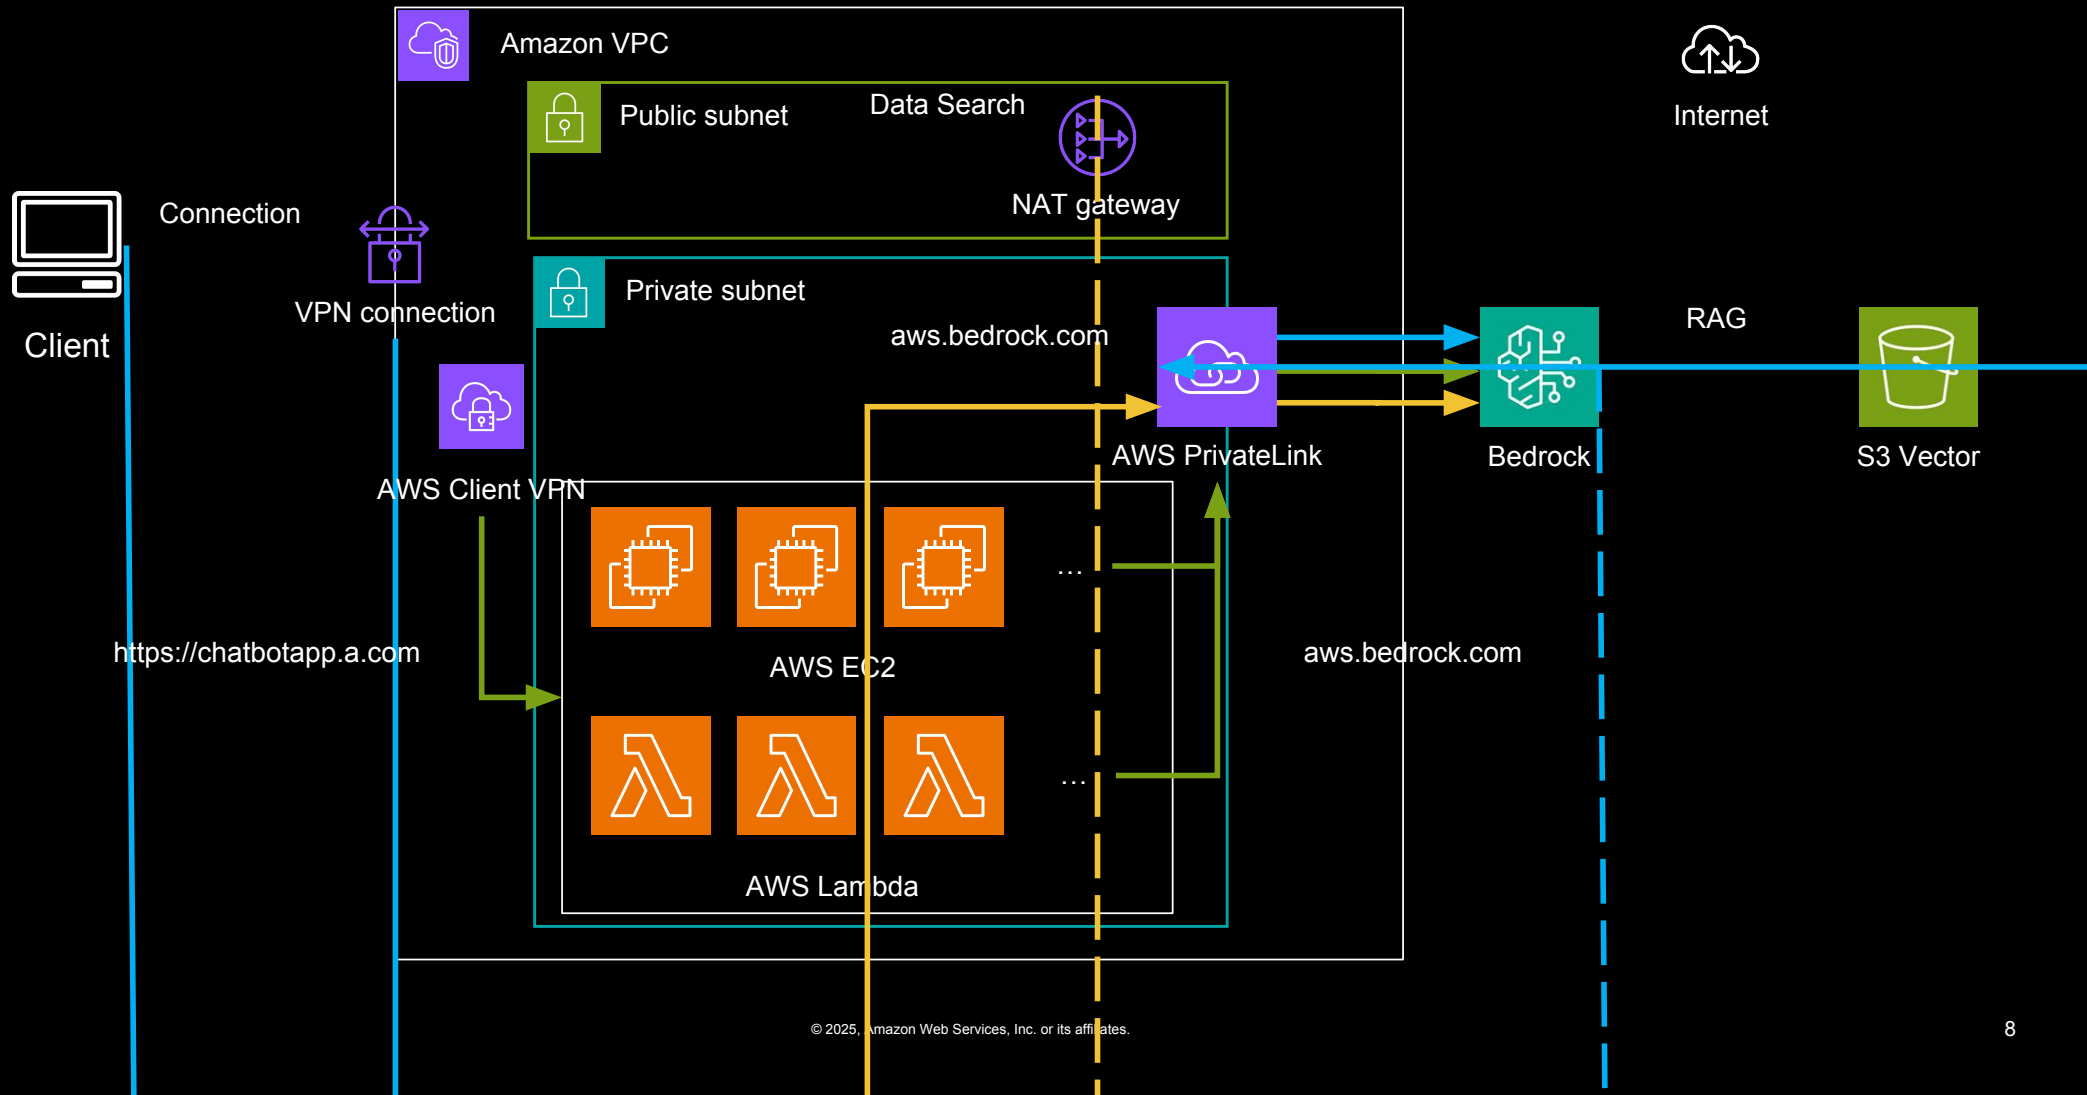 Amazon VPC
Internet
Public subnet
Data Search
NAT gateway
Connection
VPN connection
Client
Private subnet
aws.bedrock.com
RAG
AWS PrivateLink
Bedrock
S3 Vector
AWS Client VPN
...
https://chatbotapp.a.com
AWS EC2
aws.bedrock.com
...
AWS Lambda
© 2025, Amazon Web Services, Inc. or its affiliates.
8